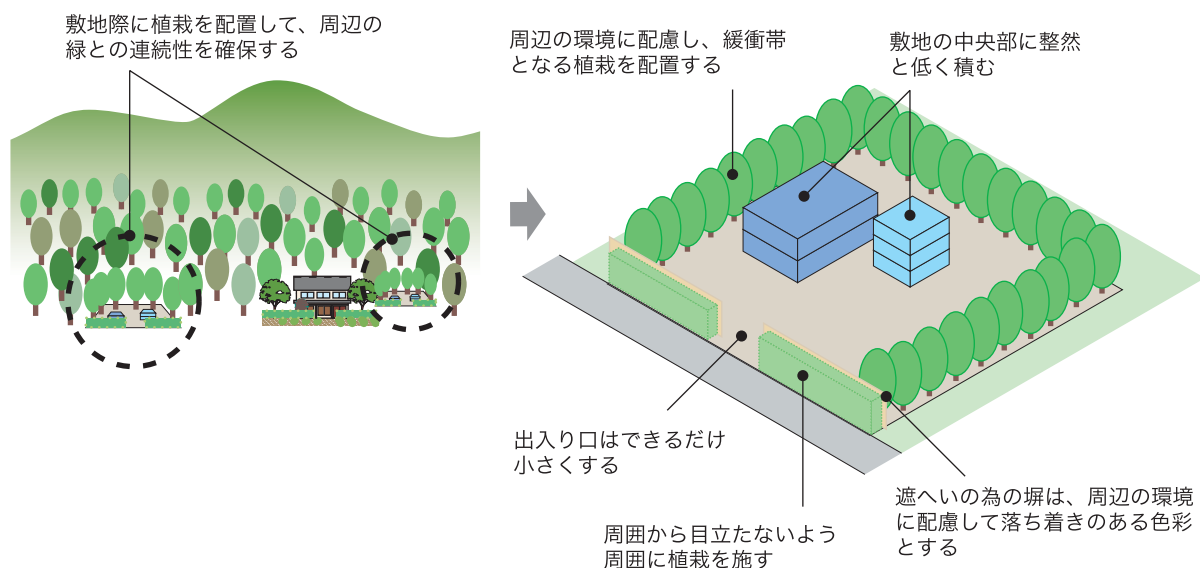 敷地際に植栽を配置して、周辺の
緑との連続性を確保する
周辺の環境に配慮し、緩衝帯
となる植栽を配置する
敷地の中央部に整然
と低く積む
出入り口はできるだけ
小さくする
周囲から目立たないよう
周囲に植栽を施す
遮へいの為の塀は、周辺の環境
に配慮して落ち着きのある色彩
とする